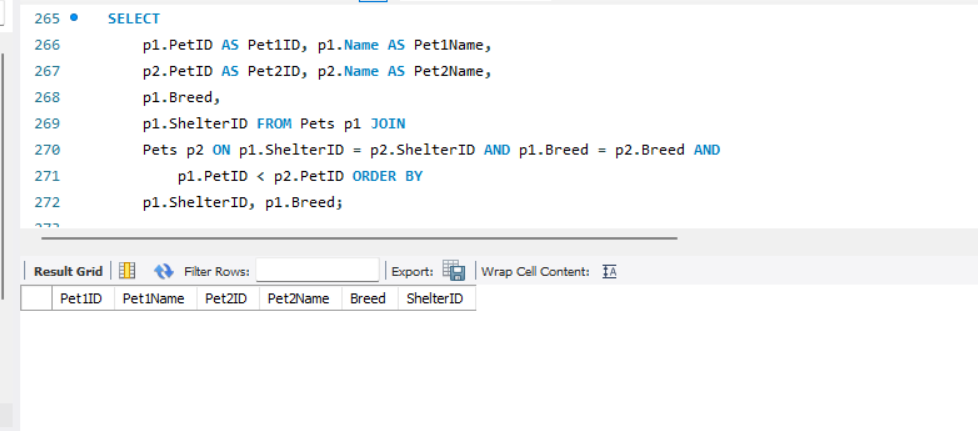 265 SELECT
266 p1.PetID AS Pet1ID, p1.Name AS Pet1Name,
267 p2.PetID AS Pet2ID, p2.Name AS Pet2Name,
268 p1.Breed,
269 p1.ShelterID FROM Pets p1 JOIN
270 Pets p2 ON p1.ShelterID = p2.ShelterID AND p1.Breed = p2.Breed AND
271 p1.PetID < p2.PetID ORDER BY
272 p1.ShelterID, p1.Breed;
Result Grid Filter Rows: Export: Wrap Cell Content: IA
Pet1ID Pet1Name Pet2ID Pet2Name Breed ShelterID